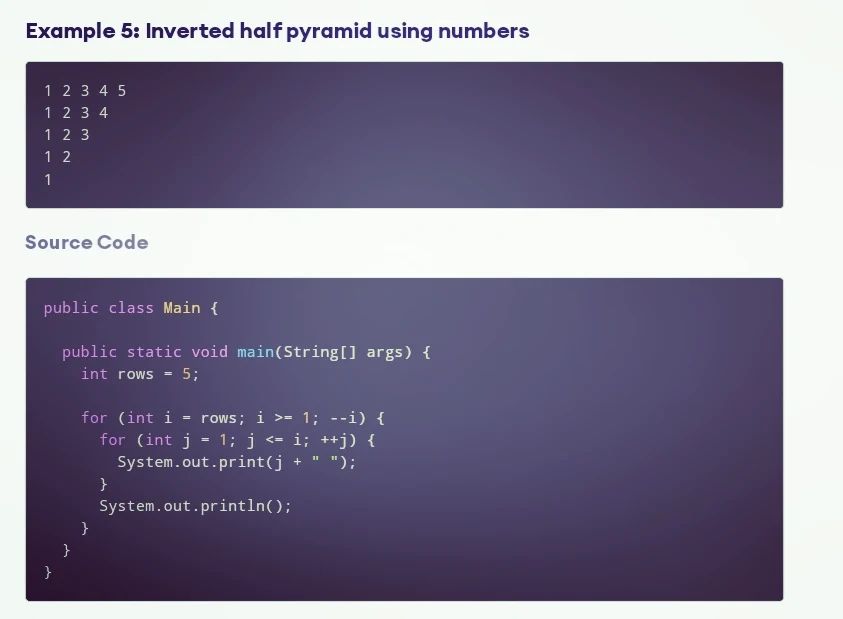 Example 5: Inverted half pyramid using numbers
1 2 3 4 5
1 2 3 4
1 2 3
1 2
1
Source Code
public class Main {
  public static void main(String[] args) {
    int rows = 5;
    for (int i = rows; i >= 1; --i) {
      for (int j = 1; j <= i; ++j) {
        System.out.print(j + " ");
      }
      System.out.println();
    }
  }
}